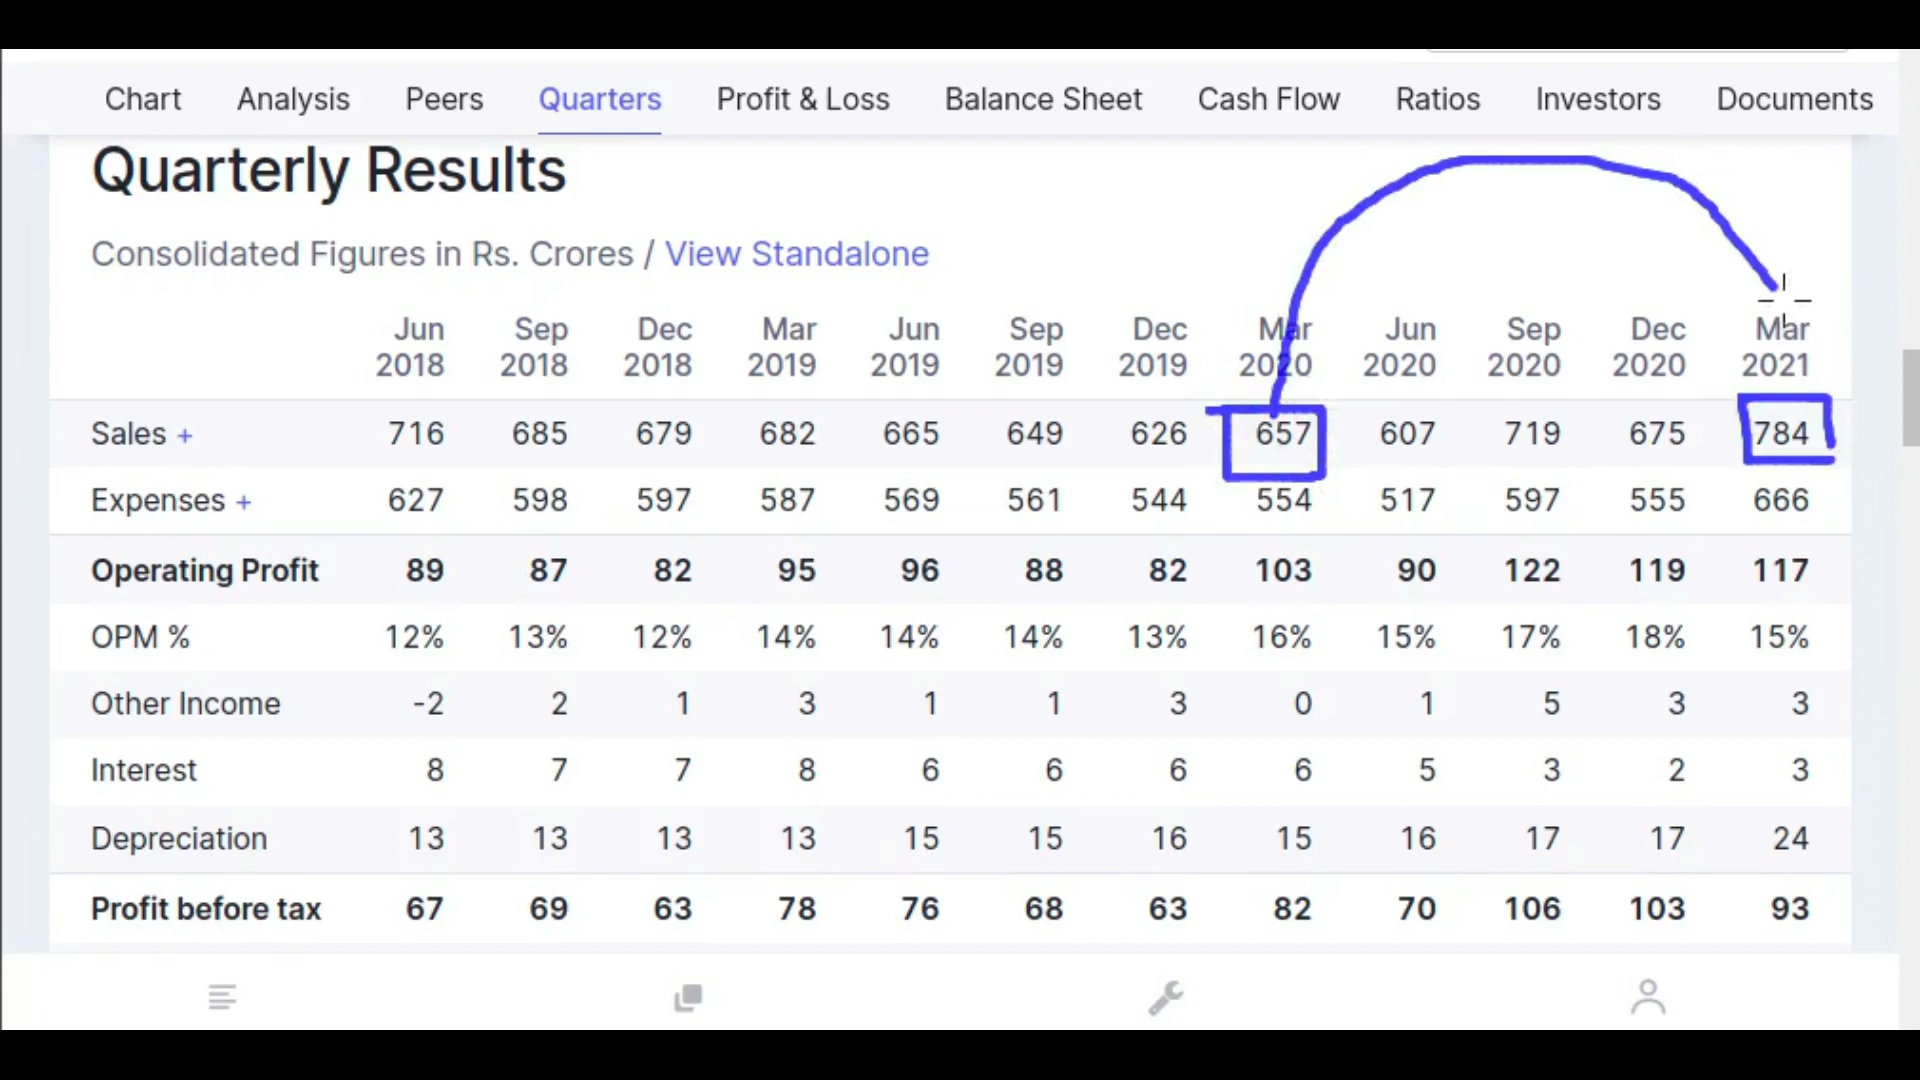 Chart Analysis Peers Quarters Profit & Loss Balance Sheet Cash Flow Ratios Investors Documents
Quarterly Results
Consolidated Figures in Rs. Crores / View Standalone
Jun 2018 Sep 2018 Dec 2018 Mar 2019 Jun 2019 Sep 2019 Dec 2019 Mar 2020 Jun 2020 Sep 2020 Dec 2020 Mar 2021
Sales + 716 685 679 682 665 649 626 657 607 719 675 784
Expenses + 627 598 597 587 569 561 544 554 517 597 555 666
Operating Profit 89 87 82 95 96 88 82 103 90 122 119 117
OPM % 12% 13% 12% 14% 14% 14% 13% 16% 15% 17% 18% 15%
Other Income -2 2 1 3 1 1 3 0 1 5 3 3
Interest 8 7 7 8 6 6 6 6 5 3 2 3
Depreciation 13 13 13 13 15 15 16 15 16 17 17 24
Profit before tax 67 69 63 78 76 68 63 82 70 106 103 93